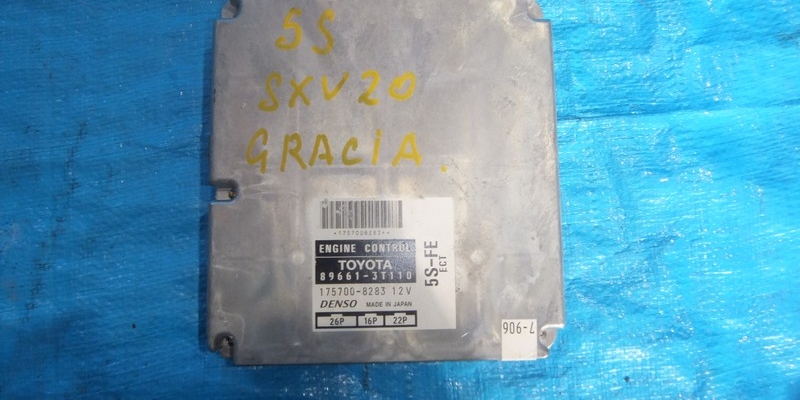 5S
SXV20
GRACIA.
*1757008283**
ENGINE CONTROL
TOYOTA
89661-3T110
175700-8283 12V
DENSO MADE IN JAPAN
26P 16P 22P
5S-FE
ECT
906-L